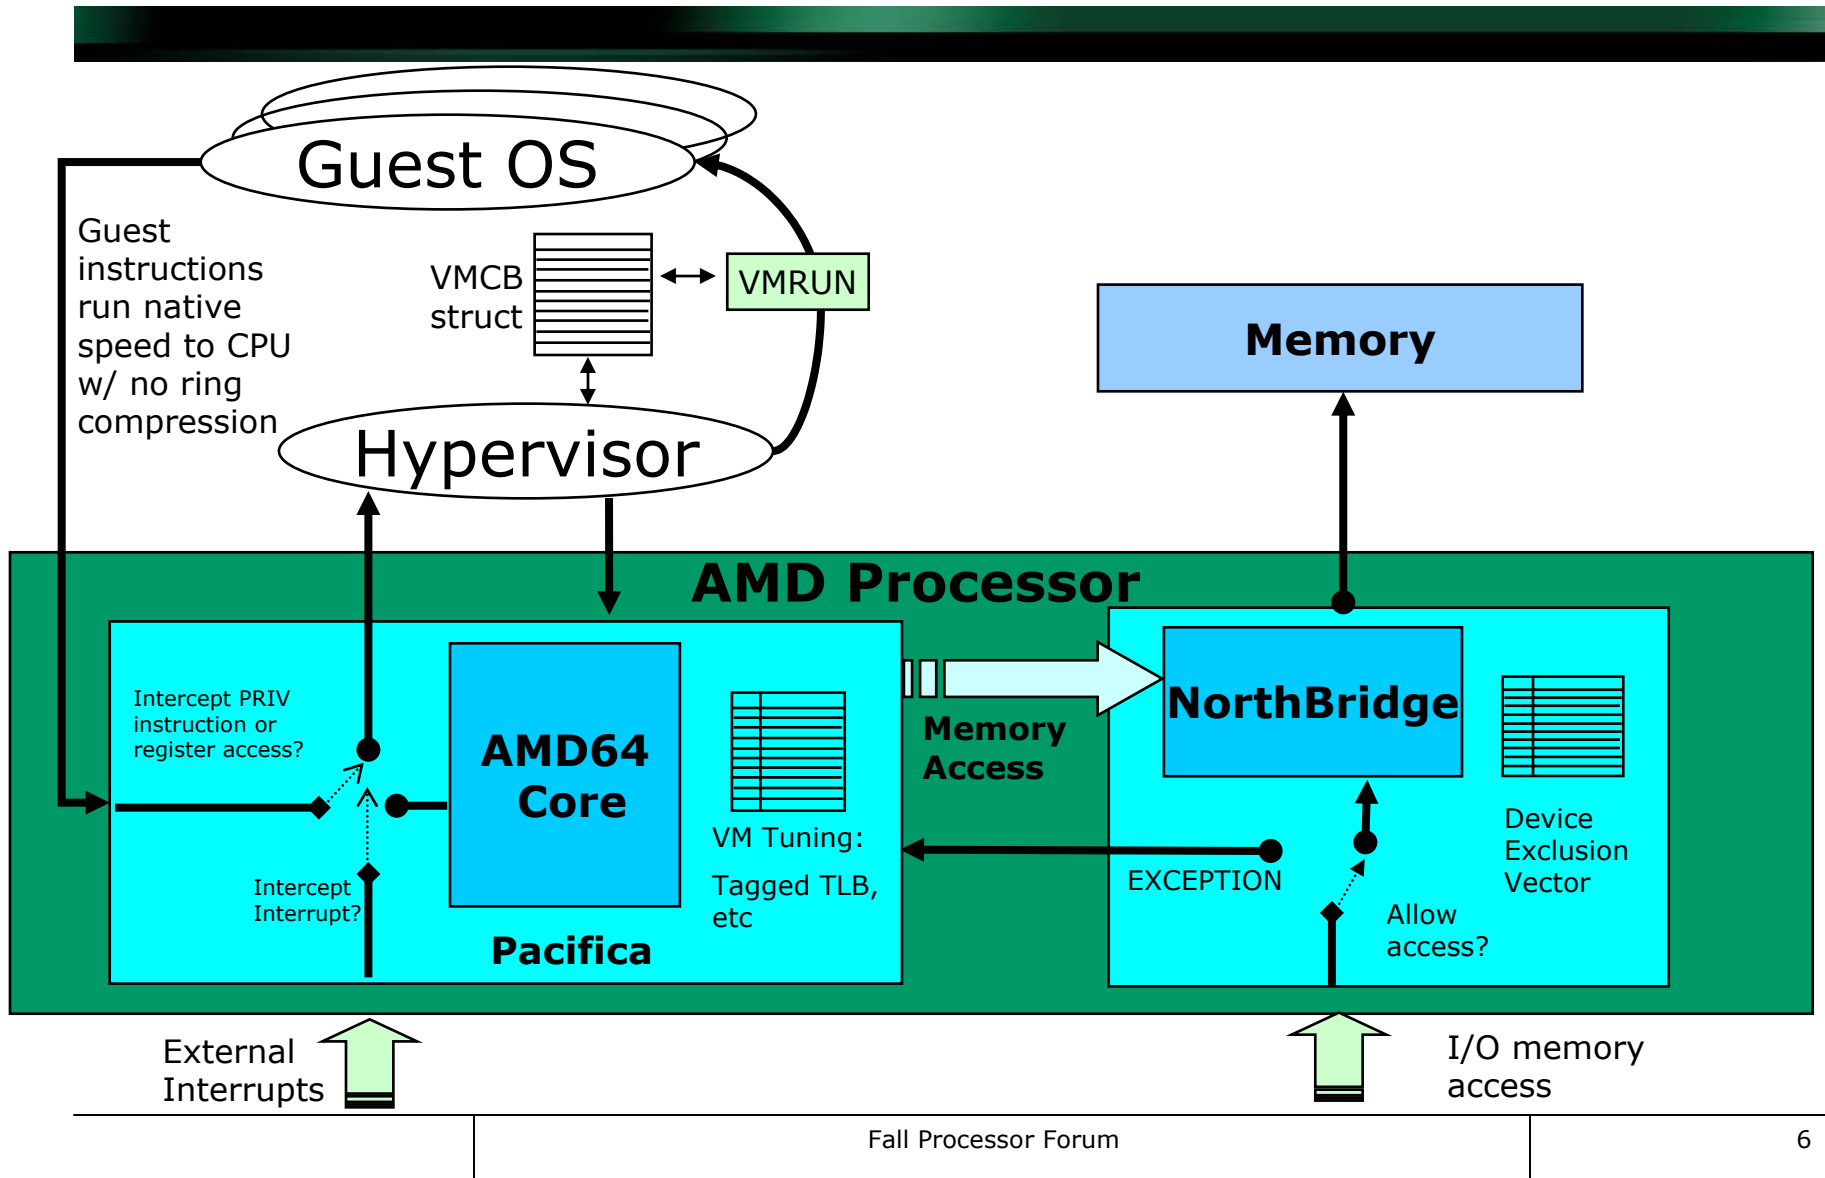 Guest OS
Guest
instructions
run native
speed to CPU
w/ no ring
compression
VMCB
struct
VMRUN
Memory
Hypervisor
AMD Processor
Intercept PRIV
instruction or
register access?
AMD64
Core
Intercept
Interrupt?
VM Tuning:
Tagged TLB,
etc
Pacifica
Memory
Access
NorthBridge
EXCEPTION
Device
Exclusion
Vector
Allow
access?
External
Interrupts
I/O memory
access
Fall Processor Forum
6